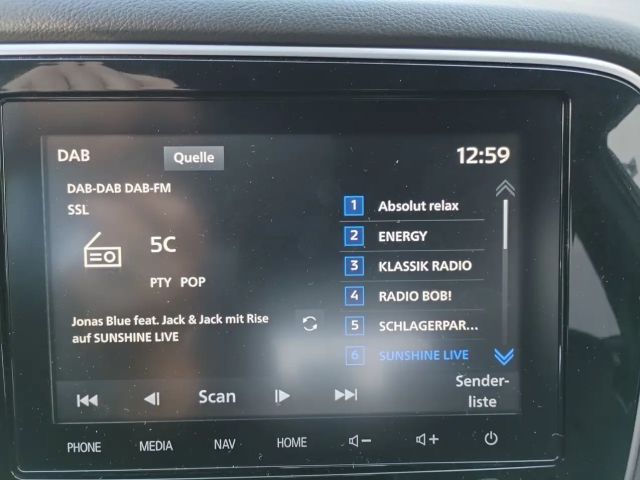 DAB Quelle 12:59
DAB-DAB DAB-FM
SSL
5C
PTY POP
Jonas Blue feat. Jack & Jack mit Rise
auf SUNSHINE LIVE
1 Absolut relax
2 ENERGY
3 KLASSIK RADIO
4 RADIO BOB!
5 SCHLAGERPAR...
6 SUNSHINE LIVE
Scan
Sender-
liste
PHONE MEDIA NAV HOME